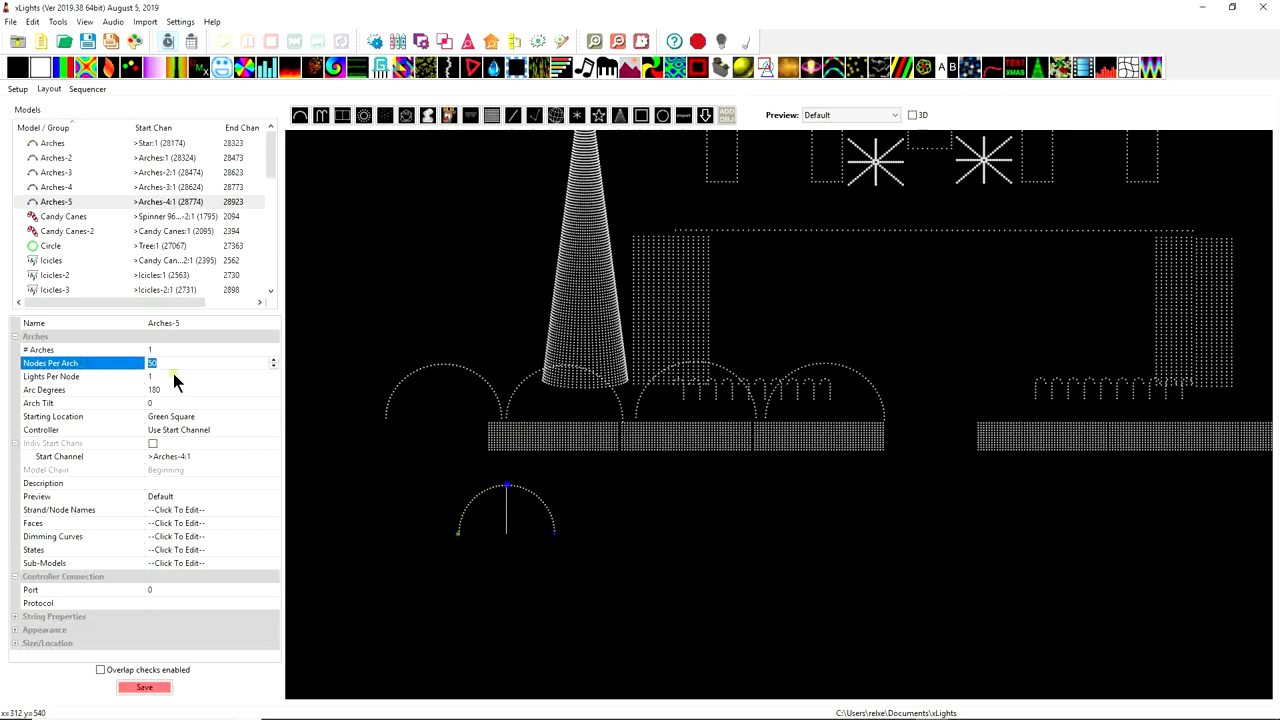 xLights (Ver 2019.38 64bit) August 5, 2019
File Edit Tools View Audio Import Settings Help
Setup Layout Sequencer
Models
Model / Group Start Chan End Chan
Arches >Star:1 (28174) 28323
Arches-2 >Arches:1 (28324) 28473
Arches-3 >Arches-2:1 (28474) 28623
Arches-4 >Arches-3:1 (28624) 28773
Arches-5 >Arches-4:1 (28774) 28923
Candy Canes >Spinner 96...-2:1 (1795) 2094
Candy Canes-2 >Candy Canes:1 (2095) 2394
Circle >Tree:1 (27067) 27363
Icicles >Candy Can...2:1 (2395) 2562
Icicles-2 >Icicles:1 (2563) 2730
Icicles-3 >Icicles-2:1 (2731) 2898
Preview: Default 3D
Name Arches-5
Arches
# Arches 1
Nodes Per Arch 50
Lights Per Node 1
Arc Degrees 180
Arch Tilt 0
Starting Location Green Square
Controller Use Start Channel
Indiv Start Chans
Start Channel >Arches-4:1
Model Chain Beginning
Description
Preview Default
Strand/Node Names --Click To Edit--
Faces --Click To Edit--
Dimming Curves --Click To Edit--
States --Click To Edit--
Sub-Models --Click To Edit--
Controller Connection
Port 0
Protocol
String Properties
Appearance
Size/Location
Overlap checks enabled
Save
x=312 y=540 C:\Users\relxe\Documents\xLights